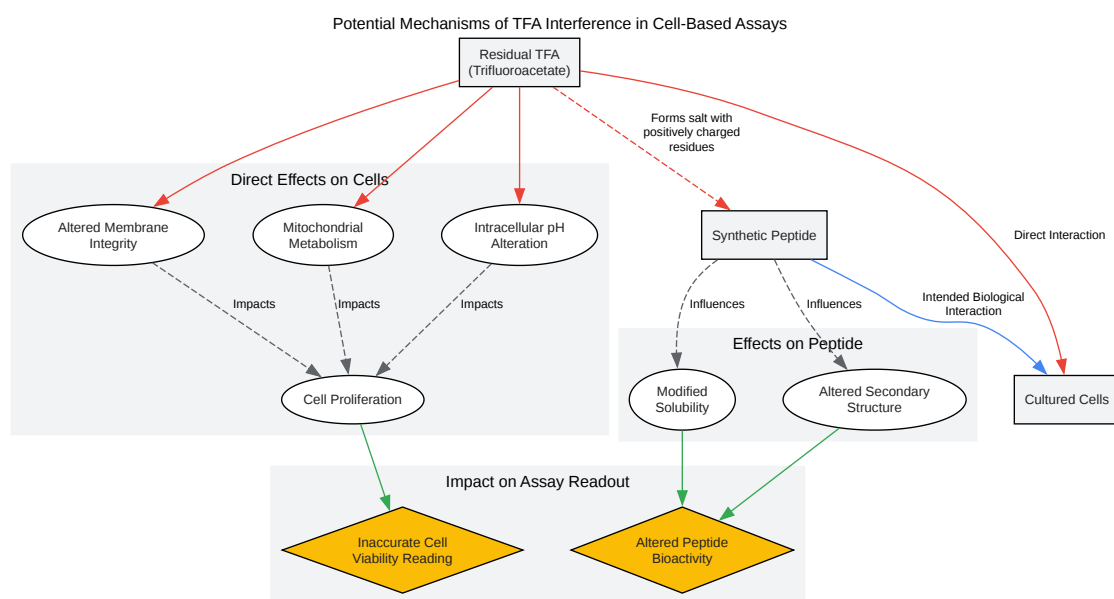 Potential Mechanisms of TFA Interference in Cell-Based Assays
Residual TFA
(Trifluoroacetate)
Forms salt with
positively charged
residues
Direct Effects on Cells
Altered Membrane
Integrity
Mitochondrial
Metabolism
Intracellular pH
Alteration
Synthetic Peptide
Direct Interaction
Impacts
Impacts
Impacts
Influences
Influences
Intended Biological
Interaction
Effects on Peptide
Cell Proliferation
Modified
Solubility
Altered Secondary
Structure
Cultured Cells
Impact on Assay Readout
Inaccurate Cell
Viability Reading
Altered Peptide
Bioactivity